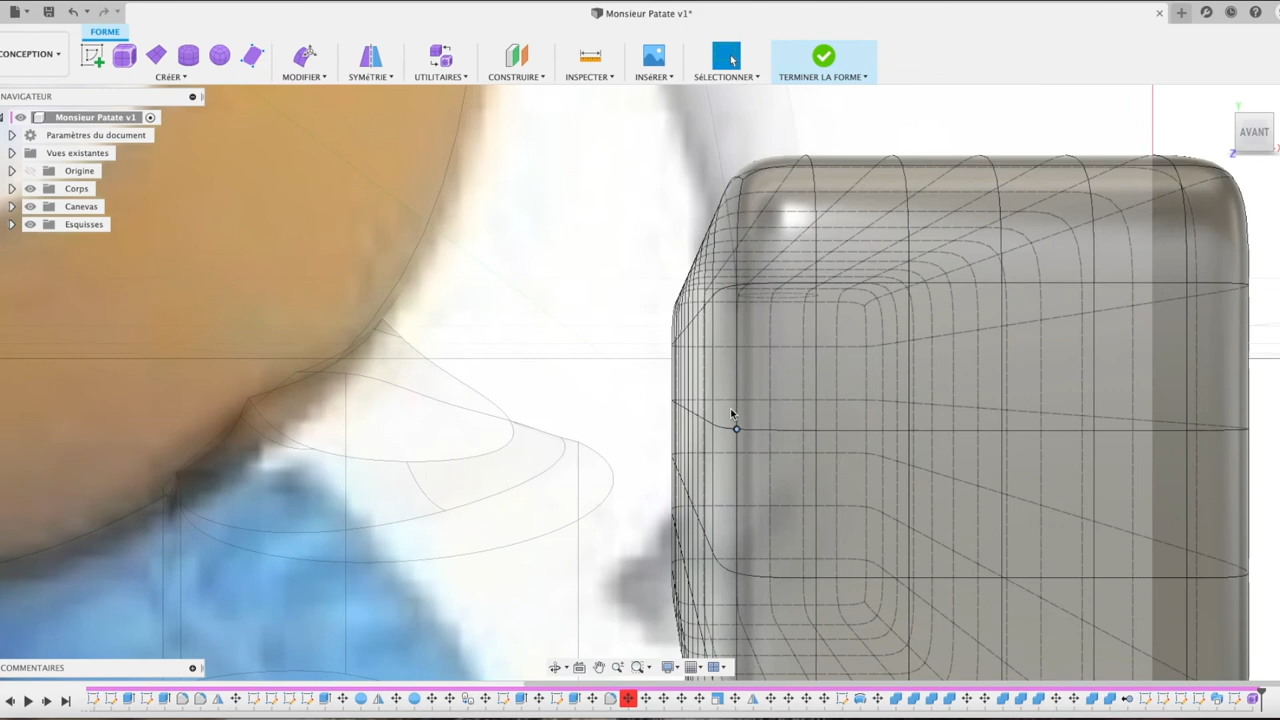 Monsieur Patate v1*
FORME
CONCEPTION
CRÉER
MODIFIER
SYMÉTRIE
UTILITAIRES
CONSTRUIRE
INSPECTER
INSÉRER
SÉLECTIONNER
TERMINER LA FORME
NAVIGATEUR
Monsieur Patate v1
Paramètres du document
Vues existantes
Origine
Corps
Canevas
Esquisses
AVANT
Y
Z
COMMENTAIRES